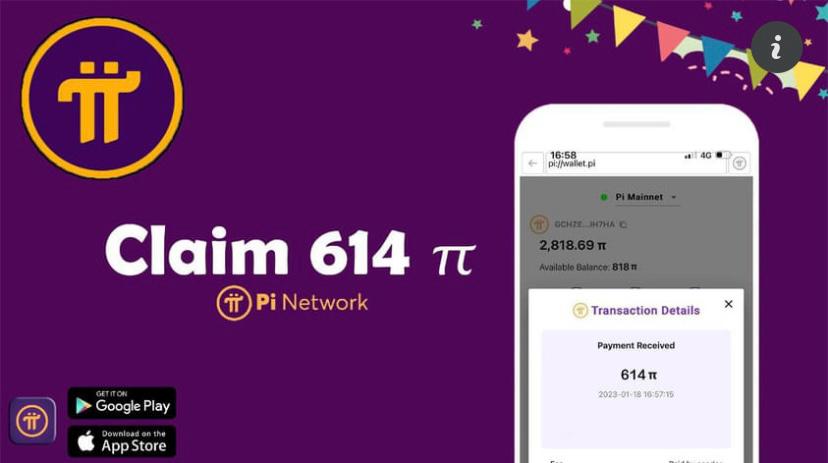 Claim 614 π
Pi Network
GET IT ON
Google Play
Download on the
App Store
16:58
4G
pi://wallet.pi
Pi Mainnet
GCHZE...IH7HA
2,818.69 π
Available Balance: 818 π
Transaction Details
Payment Received
614 π
2023-01-18 16:57:15